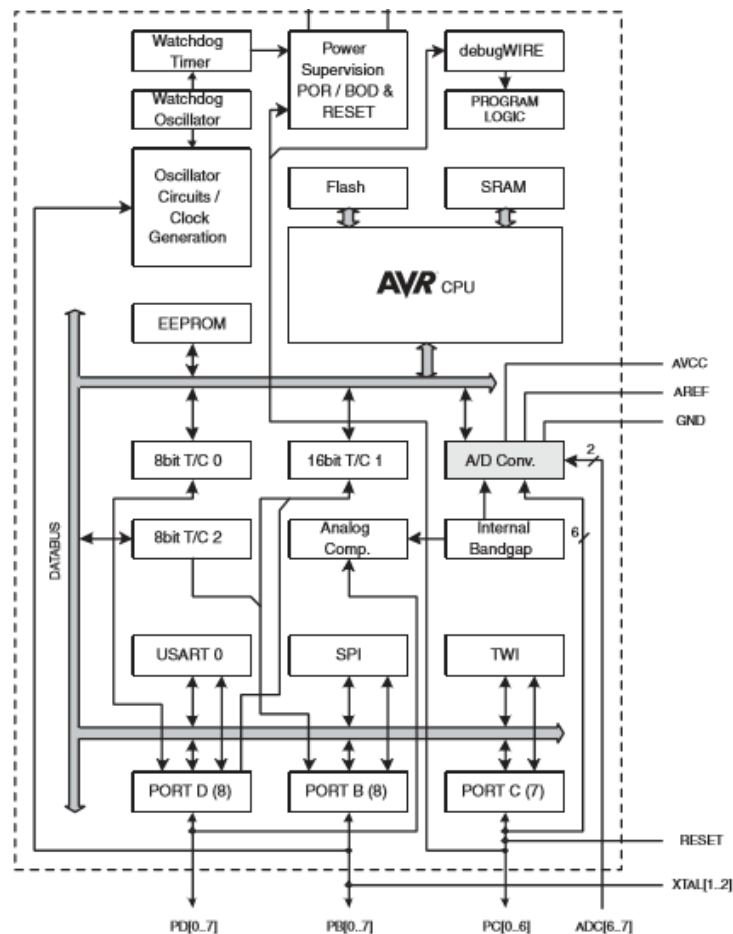 Watchdog
Timer
Power
Supervision
POR / BOD &
RESET
debugWIRE
Watchdog
Oscillator
PROGRAM
LOGIC
Oscillator
Circuits /
Clock
Generation
Flash
SRAM
AVR CPU
EEPROM
AVCC
AREF
GND
8bit T/C 0
16bit T/C 1
A/D Conv.
2
DATABUS
8bit T/C 2
Analog
Comp.
Internal
Bandgap
6
USART 0
SPI
TWI
PORT D (8)
PORT B (8)
PORT C (7)
RESET
XTAL[1..2]
PD[0..7]
PB[0..7]
PC[0..6]
ADC[6..7]